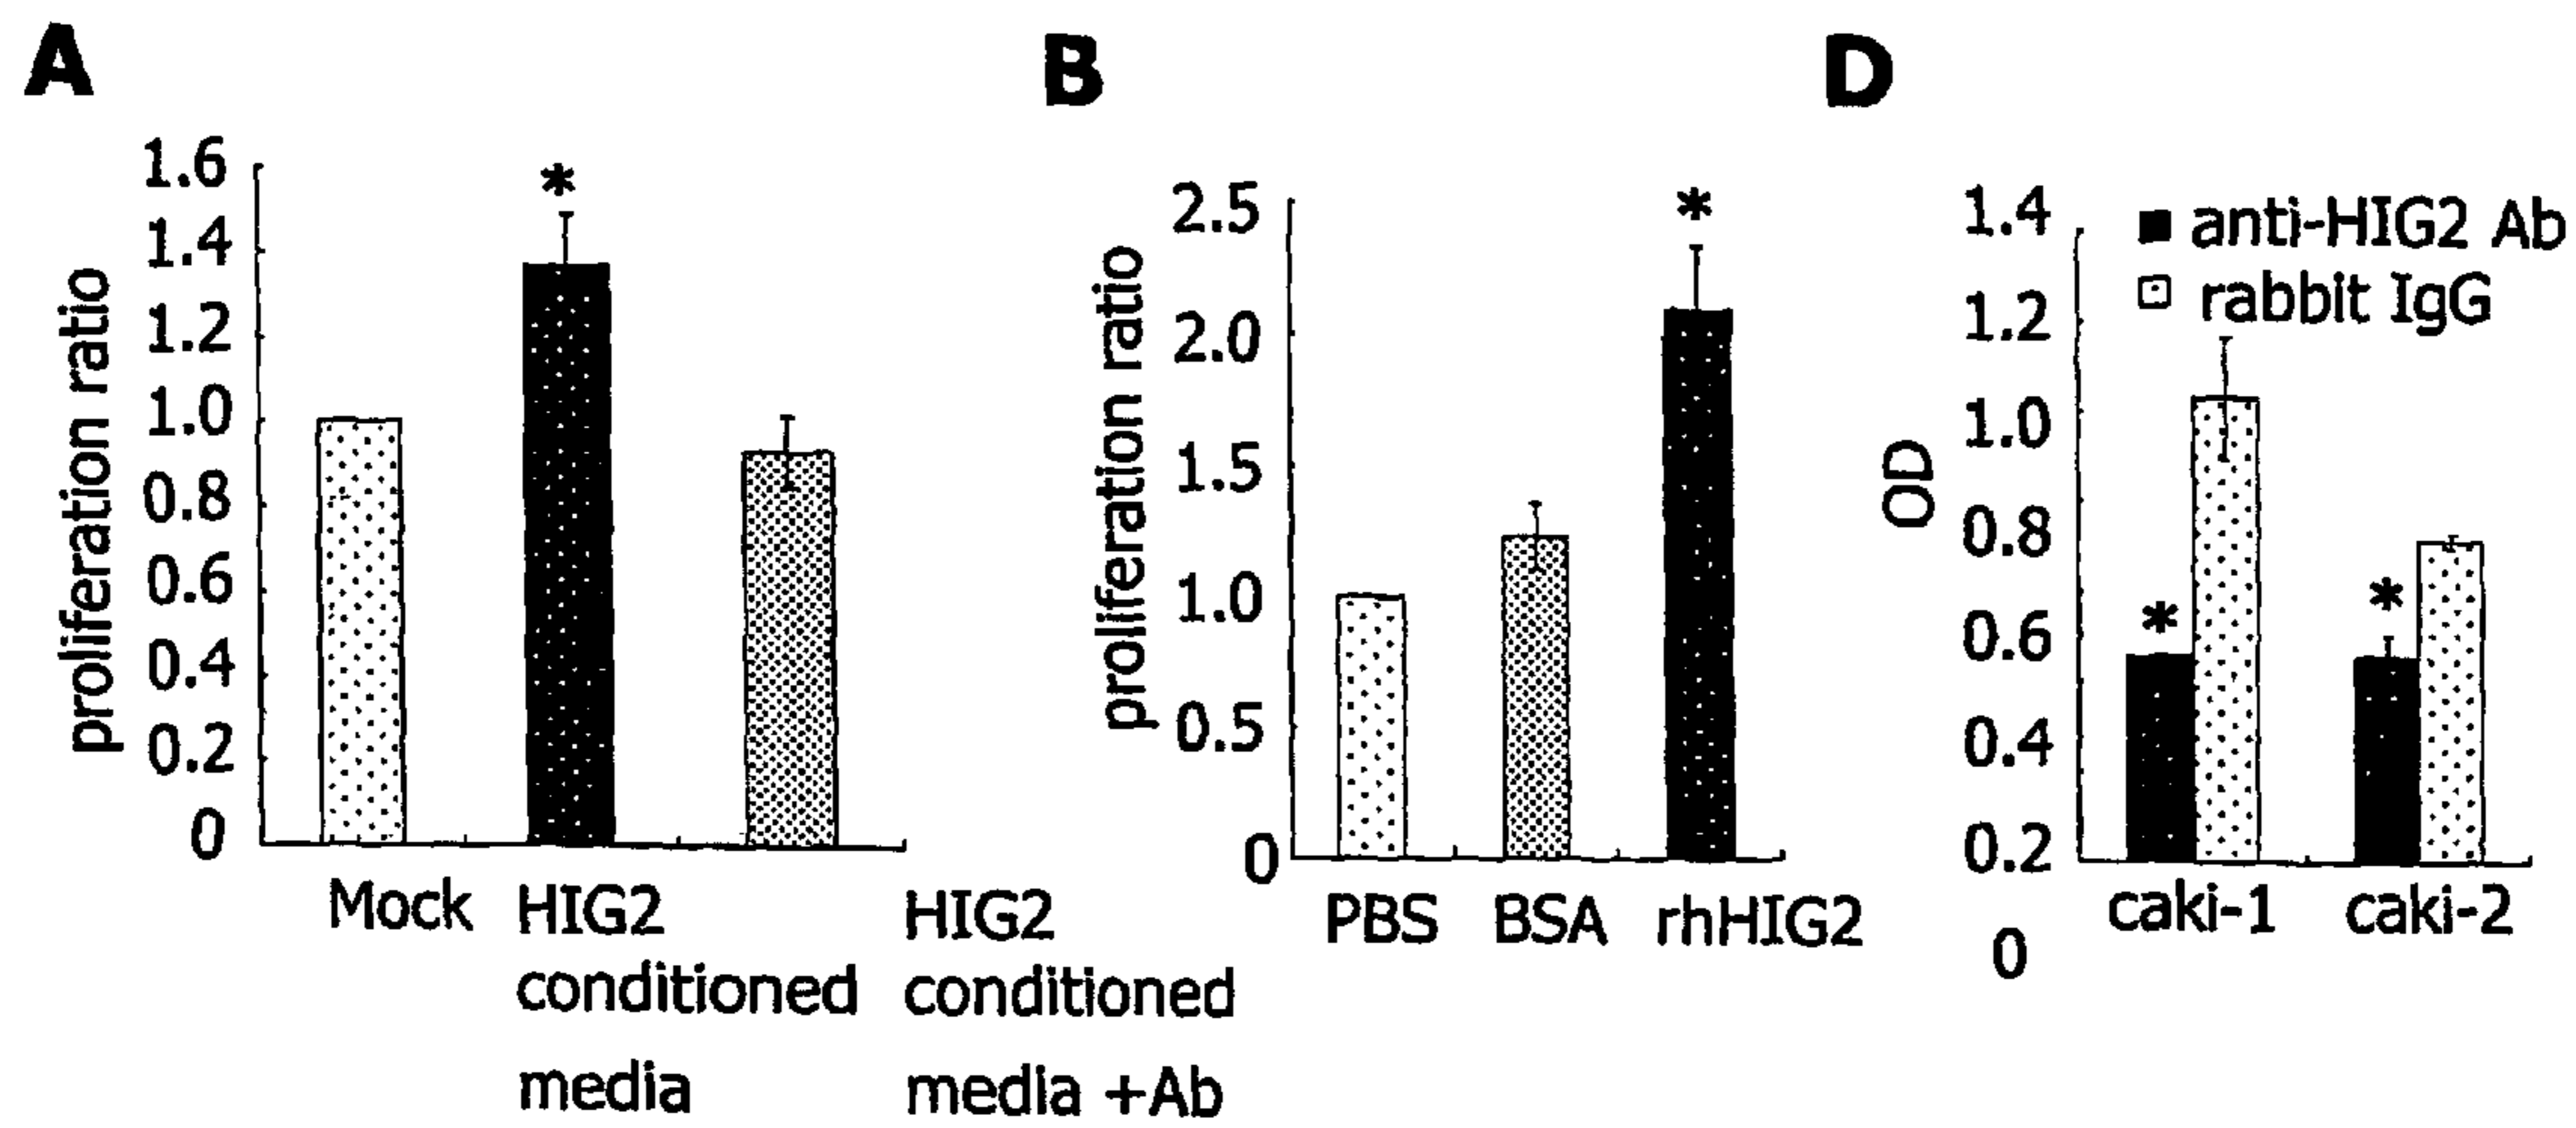 A
proliferation ratio
1.6
1.4
1.2
1.0
0.8
0.6
0.4
0.2
0
*
Mock
HIG2
conditioned
media
HIG2
conditioned
media +Ab
B
proliferation ratio
2.5
2.0
1.5
1.0
0.5
0
*
PBS
BSA
rhHIG2
D
OD
1.4
1.2
1.0
0.8
0.6
0.4
0.2
0
anti-HIG2 Ab
rabbit IgG
*
*
caki-1
caki-2